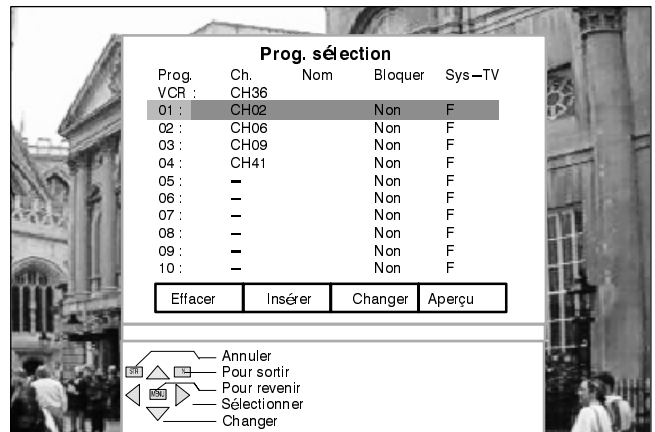 Prog. sélection
Prog. Ch. Nom Bloquer Sys–TV
VCR : CH36
01 : CH02 Non F
02 : CH06 Non F
03 : CH09 Non F
04 : CH41 Non F
05 : – Non F
06 : – Non F
07 : – Non F
08 : – Non F
09 : – Non F
10 : – Non F
Effacer Insérer Changer Aperçu
Annuler
STR N Pour sortir
MENU Pour revenir
Sélectionner
Changer